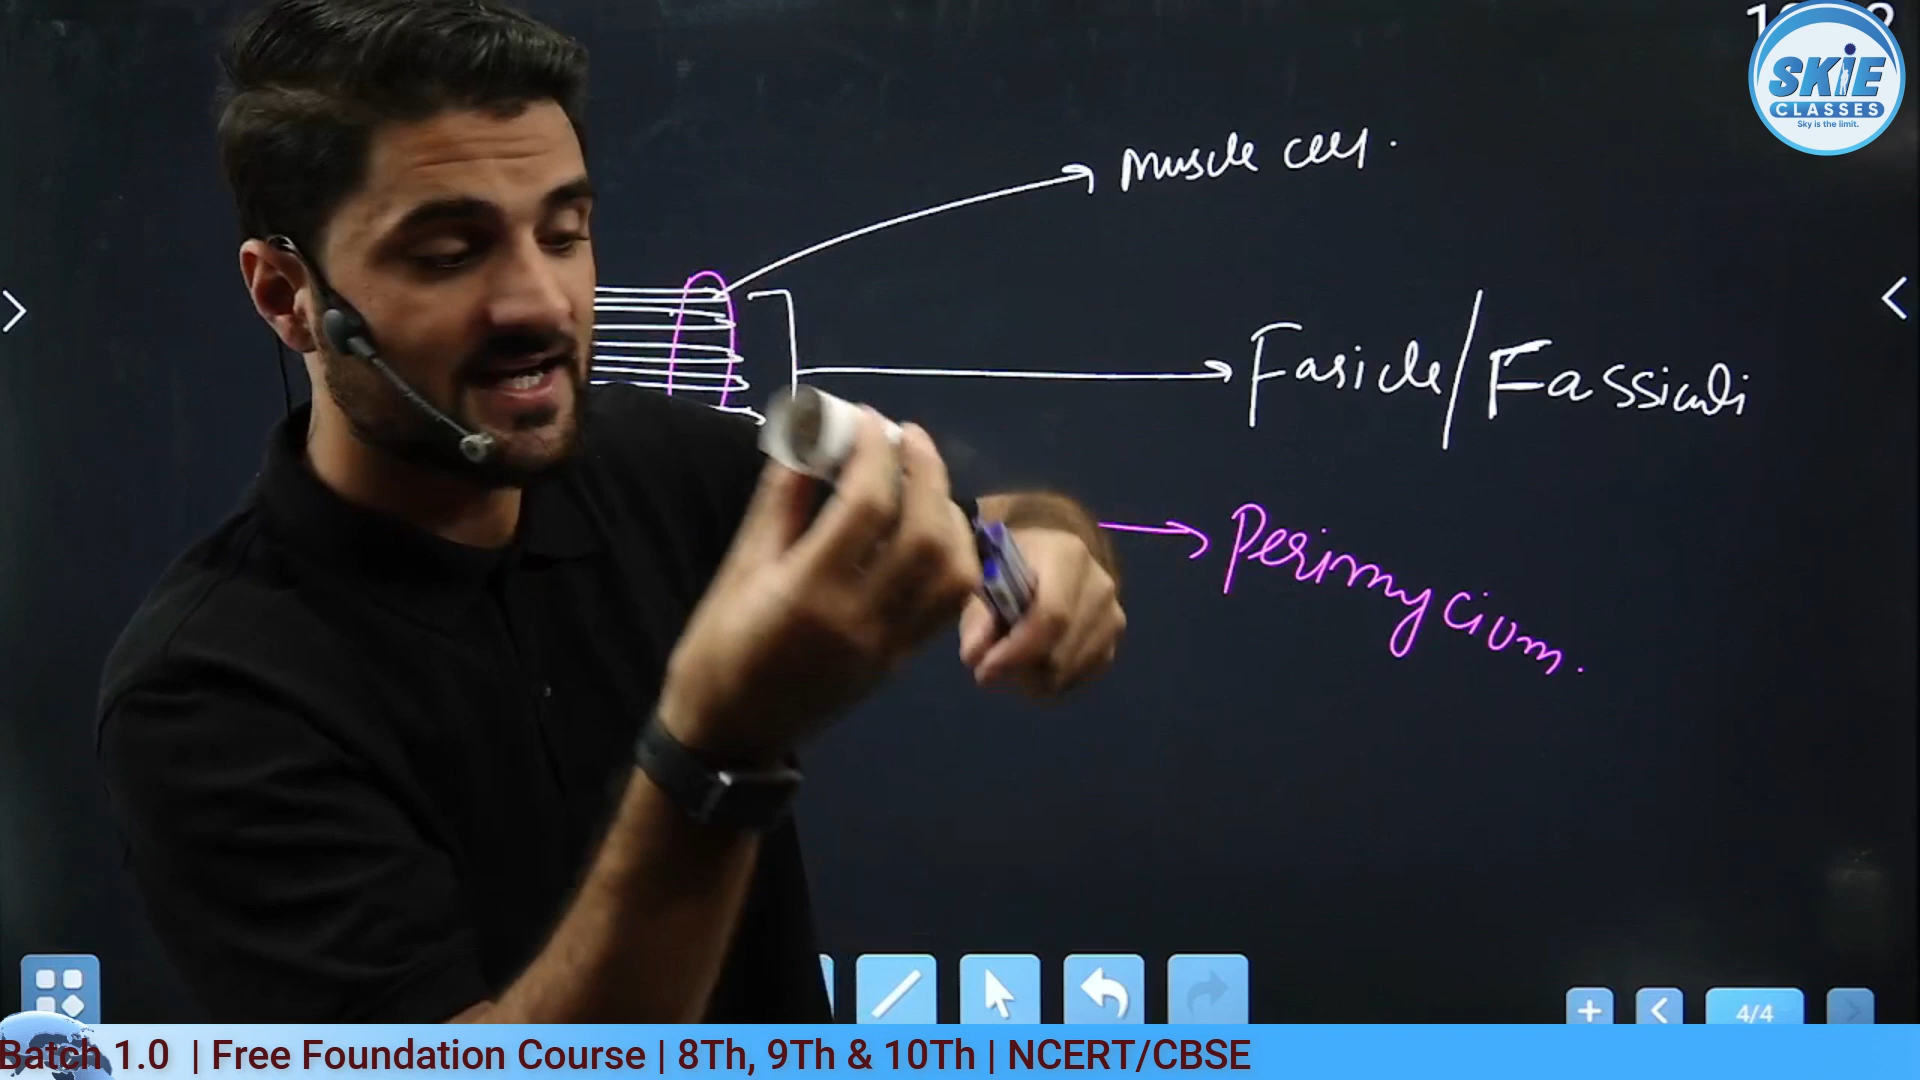 SKiE
CLASSES
Sky is the limit.
Muscle cell.
Fasicle/Fassiculi
Perimycium.
4/4
Batch 1.0 | Free Foundation Course | 8Th, 9Th & 10Th | NCERT/CBSE